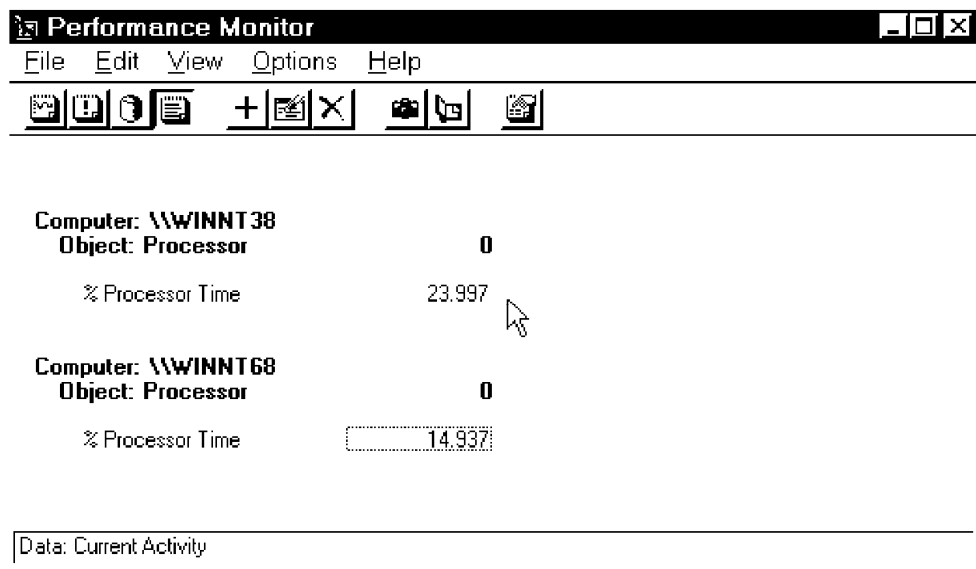 Performance Monitor
File Edit View Options Help
Computer: \\WINNT38
Object: Processor 0
% Processor Time 23.997
Computer: \\WINNT68
Object: Processor 0
% Processor Time 14.937
Data: Current Activity